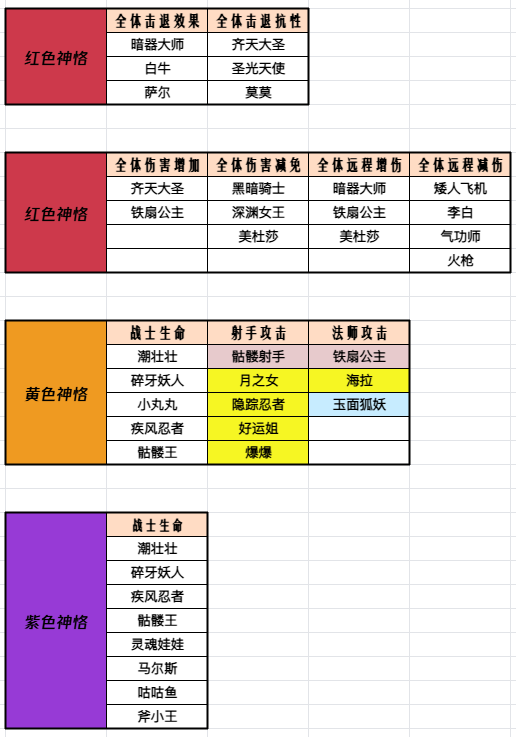 全体击退效果 全体击退抗性
红色神恪
暗器大师 齐天大圣
白牛 圣光天使
萨尔 莫莫
全体伤害增加 全体伤害减免 全体远程增伤 全体远程减伤
红色神恪
齐天大圣 黑暗骑士 暗器大师 矮人飞机
铁扇公主 深渊女王 铁扇公主 李白
美杜莎 美杜莎 气功师
火枪
战士生命 射手攻击 法师攻击
黄色神恪
潮壮壮 骷髅射手 铁扇公主
碎牙妖人 月之女 海拉
小丸丸 隐踪忍者 玉面狐妖
疾风忍者 好运姐
骷髅王 爆爆
战士生命
紫色神恪
潮壮壮
碎牙妖人
疾风忍者
骷髅王
灵魂娃娃
马尔斯
咕咕鱼
斧小王